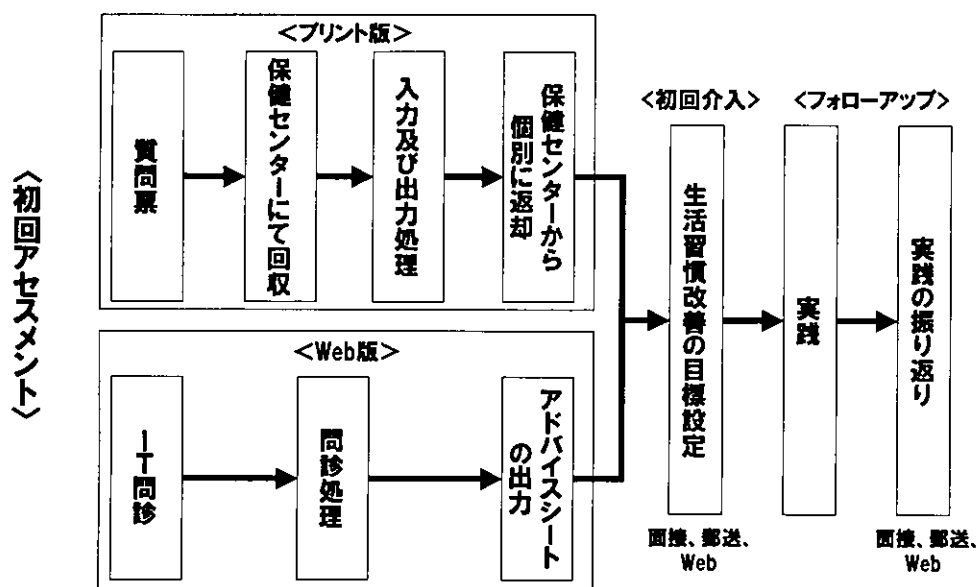 <初回アセスメント>
<プリント版>
質問票
保健センターにて回収
入力及び出力処理
保健センターから
個別に返却
<Web版>
IT問診
問診処理
アドバイスシート
の出力
<初回介入>
生活習慣改善の目標設定
面接、郵送、
Web
<フォローアップ>
実践
実践の振り返り
面接、郵送、
Web